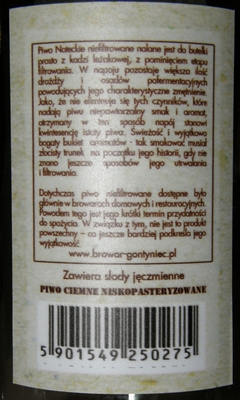 Piwo Noteckie niefiltrowane nalane jest do butelki
prosto z kadzi leżakowej, z pominięciem etapu
filtrowania. W napoju pozostaje większa ilość
drożdży i osadów pofermentacyjnych
powodujących jego charakterystyczne zmętnienie.
Jako, że nie eliminuje się tych czynników, które
nadają piwu niepowtarzalny smak i aromat,
otrzymany w ten sposób napój stanowi
kwintesencję istoty piwa. Świeżość i wyjątkowo
bogaty bukiet aromatów - tak smakować musiał
złocisty trunek na początku jego historii, gdy nie
znano jeszcze sposobów jego utrwalania
i filtrowania.
Dotychczas piwo niefiltrowane dostępne było
głównie w browarach domowych i restauracyjnych.
Powodem tego jest jego krótki termin przydatności
do spożycia. W związku z tym, nie jest to produkt
powszechny - co jeszcze bardziej podkreśla jego
wyjątkowość.
www.browar-gontyniec.pl
Zawiera słody jęczmienne
PIWO CIEMNE NISKOPASTERYZOWANE
5 901549 250275